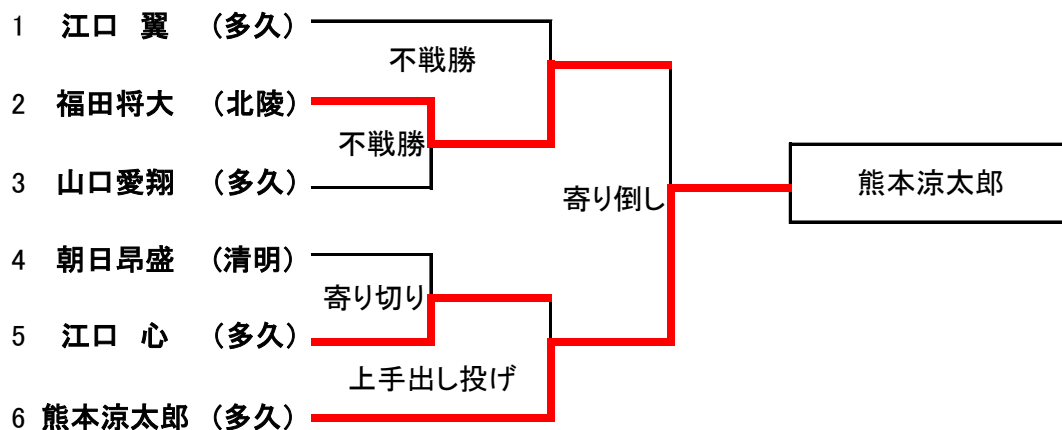 1 江口 翼 （多久）
不戦勝
2 福田将大 （北陵）
不戦勝
3 山口愛翔 （多久）
寄り倒し
熊本涼太郎
4 朝日昂盛 （清明）
寄り切り
5 江口 心 （多久）
上手出し投げ
6 熊本涼太郎 （多久）